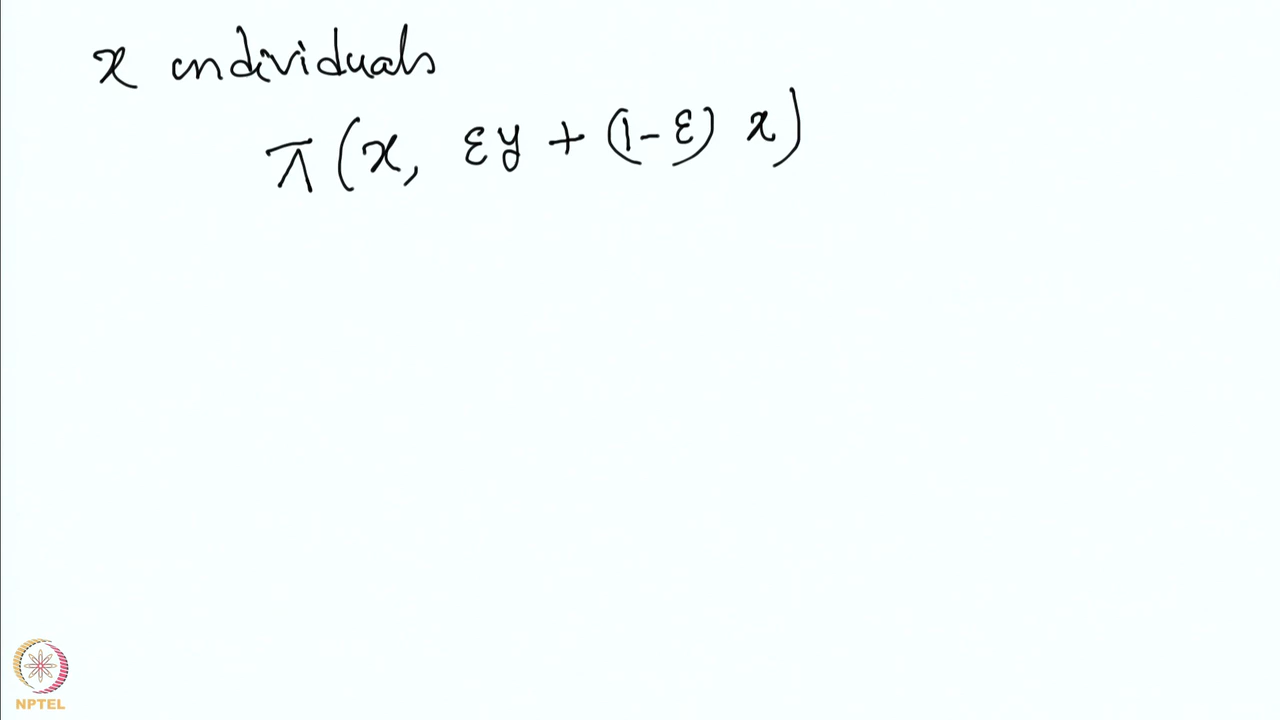 x individuals
π(x, εy + (1-ε) x)
NPTEL